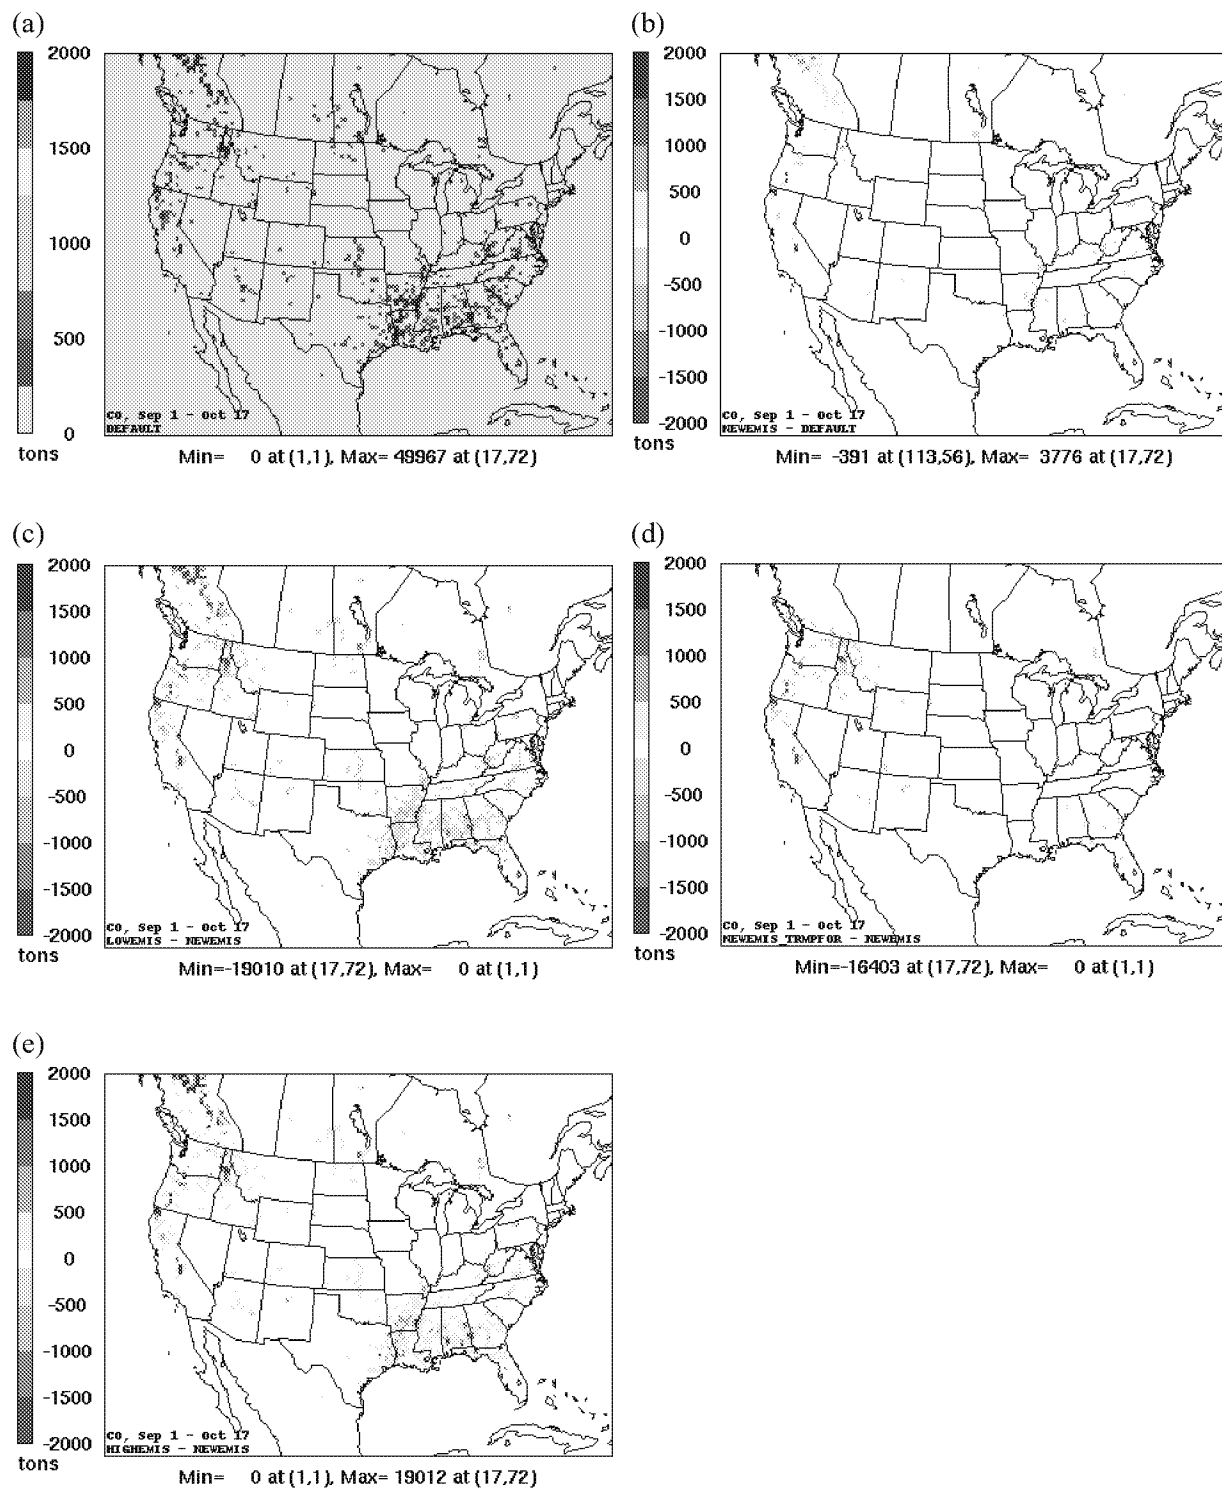 (a)
2000
1500
1000
500
0
tons
CO, Sep 1 - Oct 17
DEFAULT
Min= 0 at (1,1), Max= 49967 at (17,72)
(b)
2000
1500
1000
500
0
-500
-1000
-1500
-2000
tons
CO, Sep 1 - Oct 17
NEWEMIS - DEFAULT
Min= -391 at (113,56), Max= 3776 at (17,72)
(c)
2000
1500
1000
500
0
-500
-1000
-1500
-2000
tons
CO, Sep 1 - Oct 17
LOWEMIS - NEWEMIS
Min=-19010 at (17,72), Max= 0 at (1,1)
(d)
2000
1500
1000
500
0
-500
-1000
-1500
-2000
tons
CO, Sep 1 - Oct 17
NEWEMIS_TRMPFOR - NEWEMIS
Min=-16403 at (17,72), Max= 0 at (1,1)
(e)
2000
1500
1000
500
0
-500
-1000
-1500
-2000
tons
CO, Sep 1 - Oct 17
HIGHEMIS - NEWEMIS
Min= 0 at (1,1), Max= 19012 at (17,72)